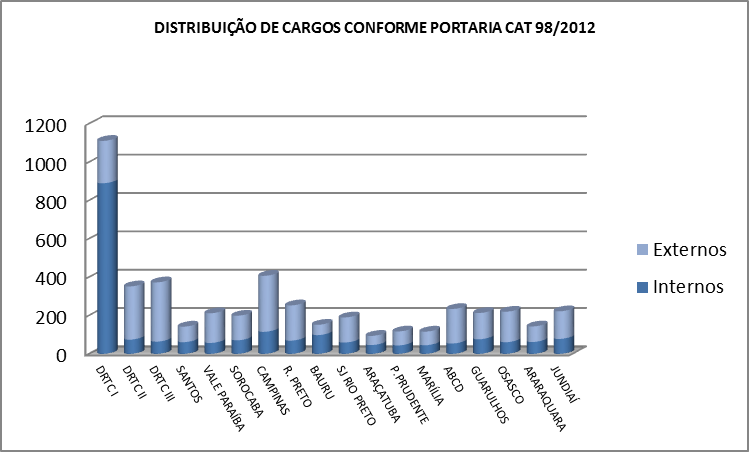 DISTRIBUIÇÃO DE CARGOS CONFORME PORTARIA CAT 98/2012
1200
1000
800
600
400
200
0
DRTC I
DRTC II
DRTC III
SANTOS
VALE PARAÍBA
SOROCABA
CAMPINAS
R. PRETO
BAURU
SJ RIO PRETO
ARAÇATUBA
P.PRUDENTE
MARÍLIA
ABCD
GUARULHOS
OSASCO
ARARAQUARA
JUNDIAÍ
Externos
Internos